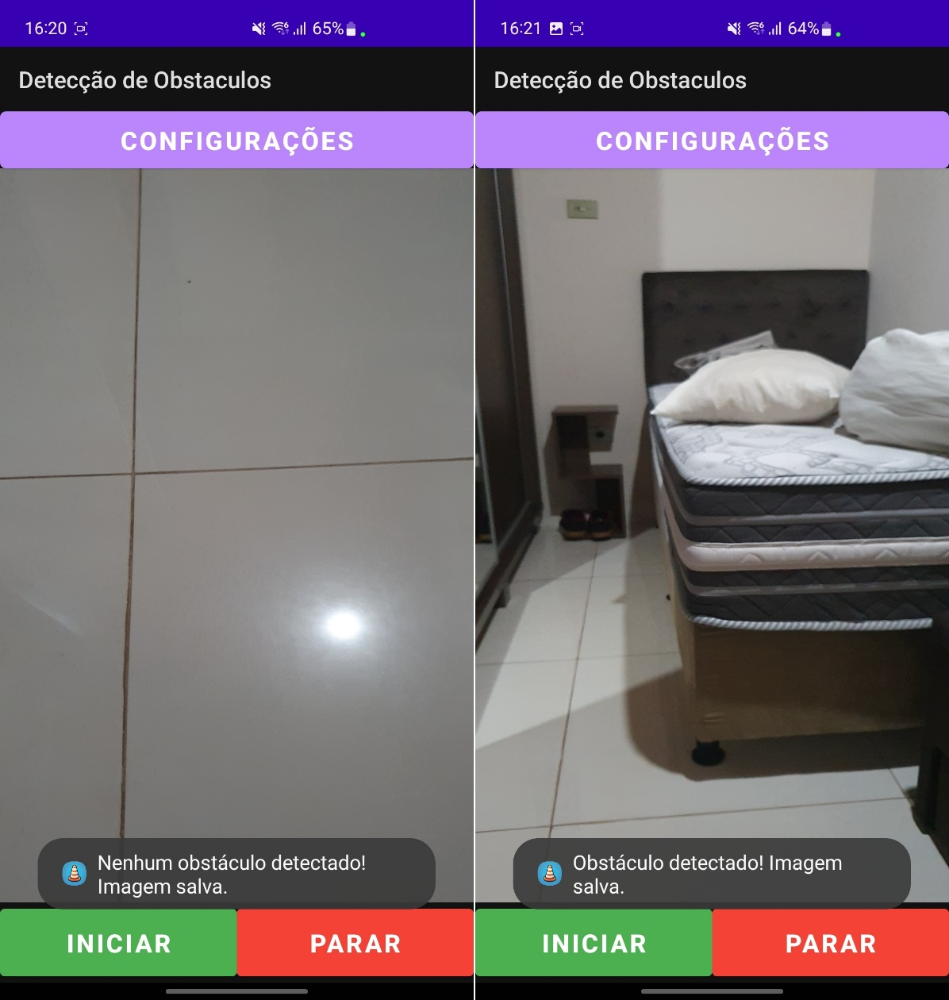 16:20 65%
Detecção de Obstaculos
CONFIGURAÇÕES
Nenhum obstáculo detectado!
Imagem salva.
INICIAR PARAR
16:21 64%
Detecção de Obstaculos
CONFIGURAÇÕES
Obstáculo detectado! Imagem
salva.
INICIAR PARAR